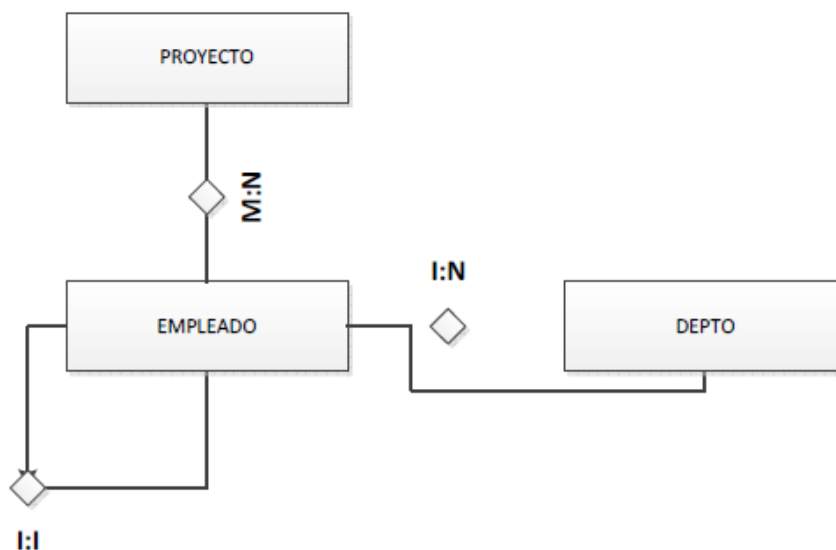 PROYECTO
M:N
I:N
EMPLEADO
DEPTO
I:I